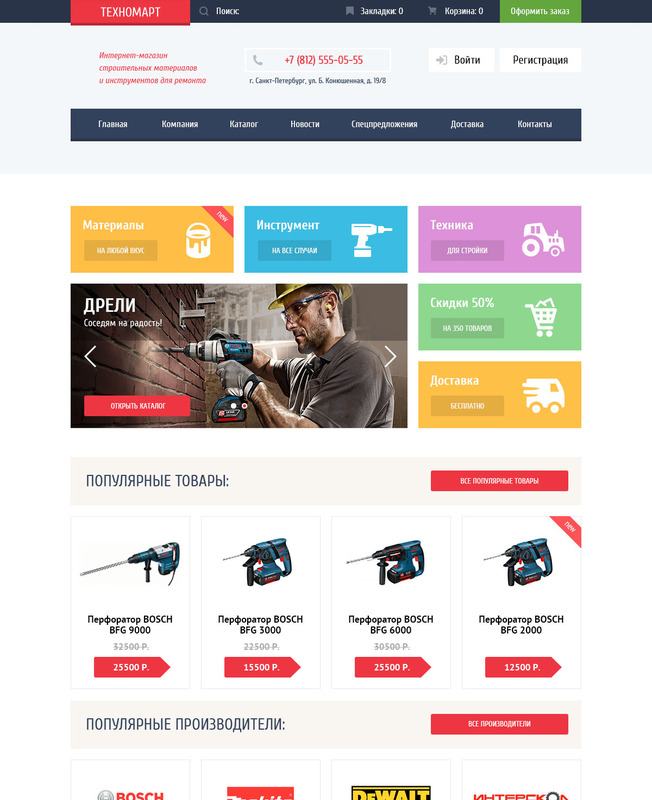 ТЕХНОМАРТ
Поиск:
Закладки: 0
Корзина: 0
Оформить заказ
Интернет-магазин
строительных материалов
и инструментов для ремонта
+7 (812) 555-05-55
г. Санкт-Петербург, ул. Б. Конюшенная, д. 19/8
Войти
Регистрация
Главная
Компания
Каталог
Новости
Спецпредложения
Доставка
Контакты
Материалы
НА ЛЮБОЙ ВКУС
new
Инструмент
НА ВСЕ СЛУЧАИ
Техника
ДЛЯ СТРОЙКИ
ДРЕЛИ
Соседям на радость!
ОТКРЫТЬ КАТАЛОГ
Скидки 50%
НА 350 ТОВАРОВ
Доставка
БЕСПЛАТНО
ПОПУЛЯРНЫЕ ТОВАРЫ:
ВСЕ ПОПУЛЯРНЫЕ ТОВАРЫ
Перфоратор BOSCH
BFG 9000
32500 Р.
25500 Р.
Перфоратор BOSCH
BFG 3000
22500 Р.
15500 Р.
Перфоратор BOSCH
BFG 6000
30500 Р.
25500 Р.
new
Перфоратор BOSCH
BFG 2000
12500 Р.
ПОПУЛЯРНЫЕ ПРОИЗВОДИТЕЛИ:
ВСЕ ПРОИЗВОДИТЕЛИ
BOSCH
Makita
DEWALT
ИНТЕРСКОЛ